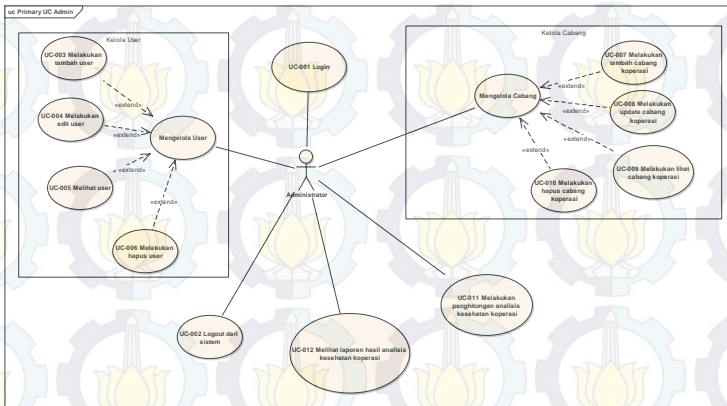 uc Primary UC Admin
Kelola User
UC-003 Melakukan
tambah user
«extend»
UC-004 Melakukan
edit user
«extend»
Mengelola User
UC-005 Melihat user
«extend»
«extend»
UC-006 Melakukan
hapus user
UC-001 Login
Administrator
UC-002 Logout dari
sistem
UC-012 Melihat laporan hasil analisis
kesehatan koperasi
UC-011 Melakukan
penghitungan analisis
kesehatan koperasi
Kelola Cabang
UC-007 Melakukan
tambah cabang
koperasi
Mengelola Cabang
«extend»
UC-008 Melakukan
update cabang
koperasi
«extend»
«extend»
«extend»
UC-009 Melakukan lihat
cabang koperasi
UC-010 Melakukan
hapus cabang
koperasi